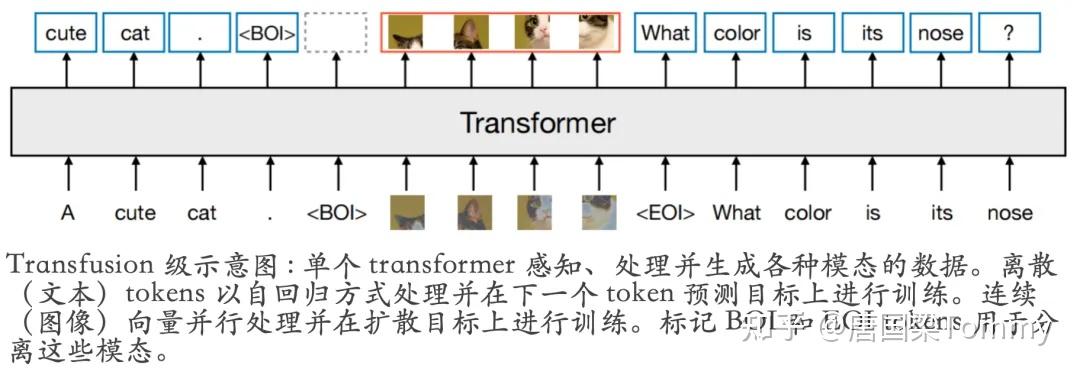 cute cat . <BOI> What color is its nose ?
Transformer
A cute cat . <BOI> <EOI> What color is its nose
Transfusion 级示意图：单个 transformer 感知、处理并生成各种模态的数据。离散
（文本）tokens 以自回归方式处理并在下一个 token 预测目标上进行训练。连续
（图像）向量并行处理并在扩散目标上进行训练。标记 BOI 和 EOI tokens 用于分
离这些模态。
知乎 @唐国梁Tommy